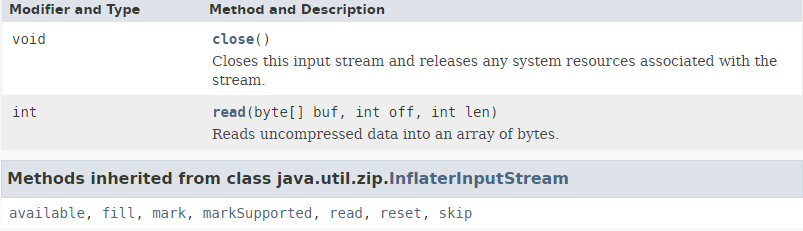 Modifier and Type Method and Description
void close()
Closes this input stream and releases any system resources associated with the
stream.
int read(byte[] buf, int off, int len)
Reads uncompressed data into an array of bytes.
Methods inherited from class java.util.zip.InflaterInputStream
available, fill, mark, markSupported, read, reset, skip